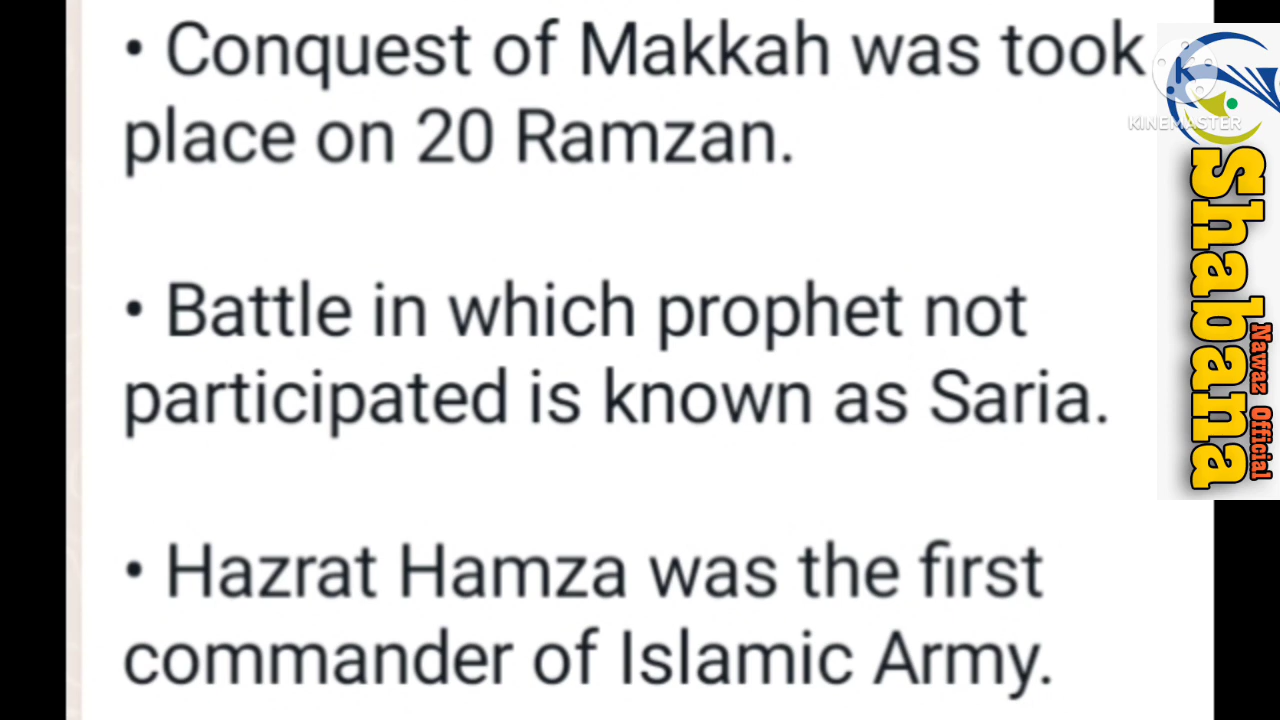 • Conquest of Makkah was took
place on 20 Ramzan.
• Battle in which prophet not
participated is known as Saria.
• Hazrat Hamza was the first
commander of Islamic Army.
K
KINEMASTER
Shabana
Nawaz Official